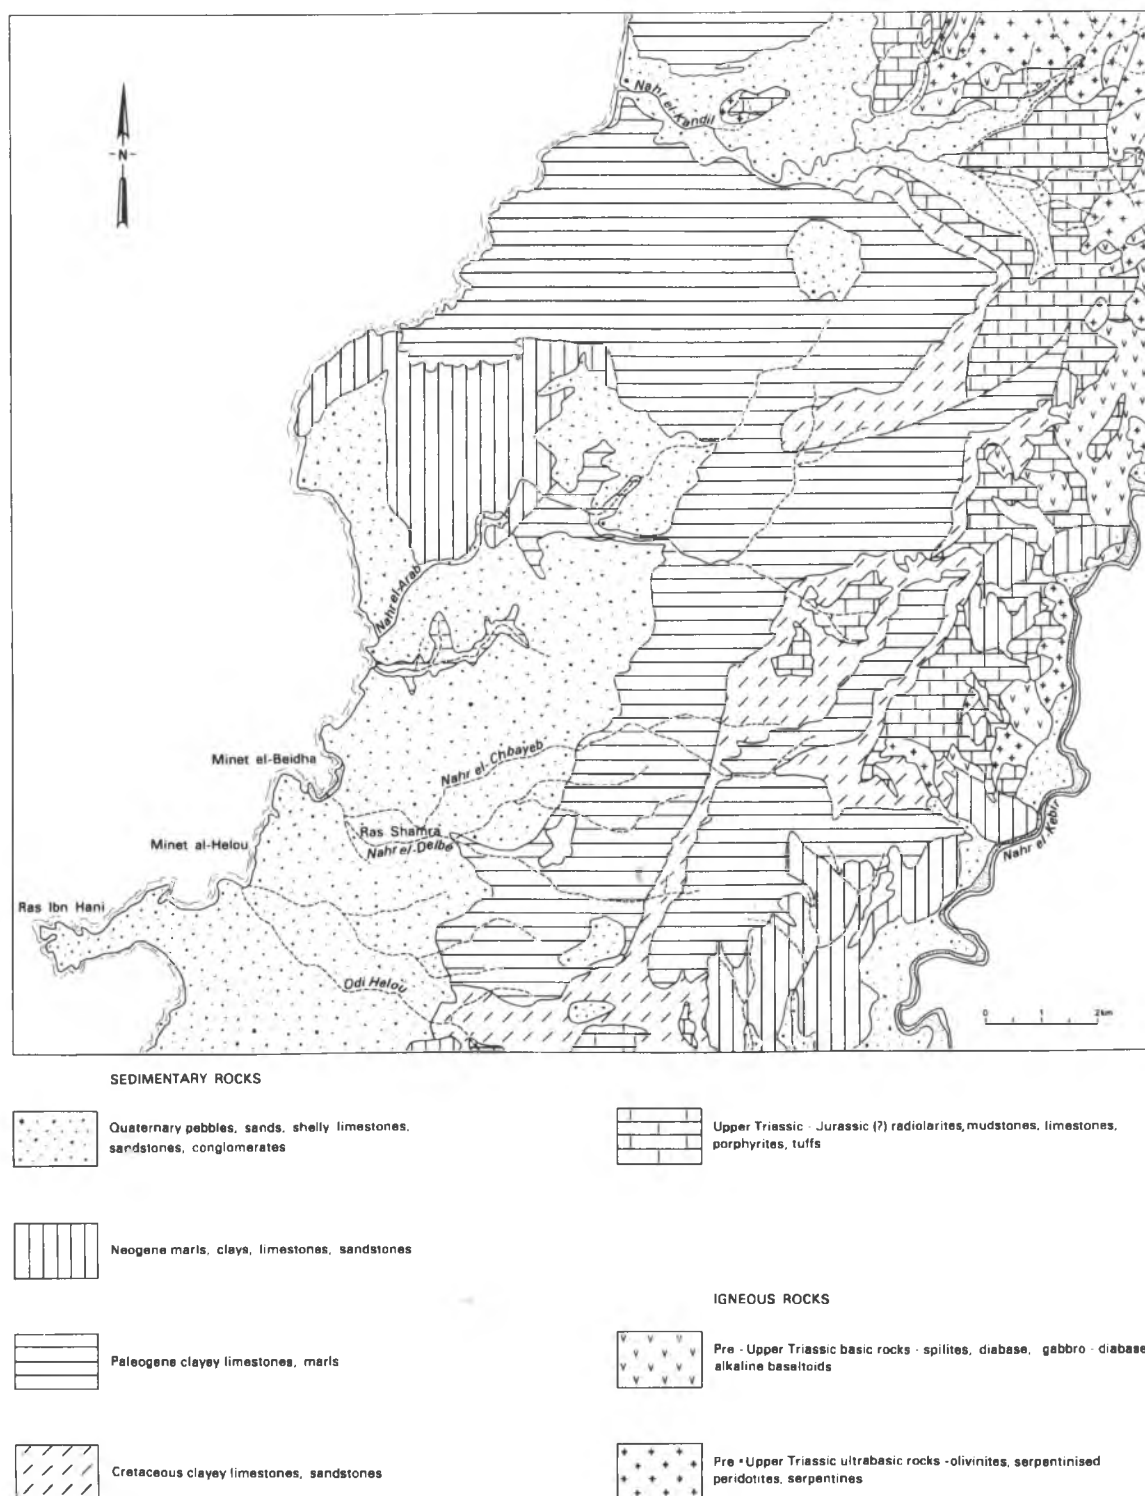 Nahr el-Kandil
N
Nahr el-Arab
Minet el-Beidha
Nahr el-Chbayeb
Ras Shamra
Nahr el-Delbe
Minet al-Helou
Ras Ibn Hani
Odi Helou
Nahr el-Kebir
0 1 2 km
SEDIMENTARY ROCKS
Quaternary pebbles, sands, shelly limestones,
sandstones, conglomerates
Upper Triassic - Jurassic (?) radiolarites, mudstones, limestones,
porphyrites, tuffs
Neogene marls, clays, limestones, sandstones
IGNEOUS ROCKS
Paleogene clayey limestones, marls
Pre - Upper Triassic basic rocks - spilites, diabase, gabbro - diabase
alkaline basaltoids
Cretaceous clayey limestones, sandstones
Pre - Upper Triassic ultrabasic rocks - olivinites, serpentinised
peridotites, serpentines